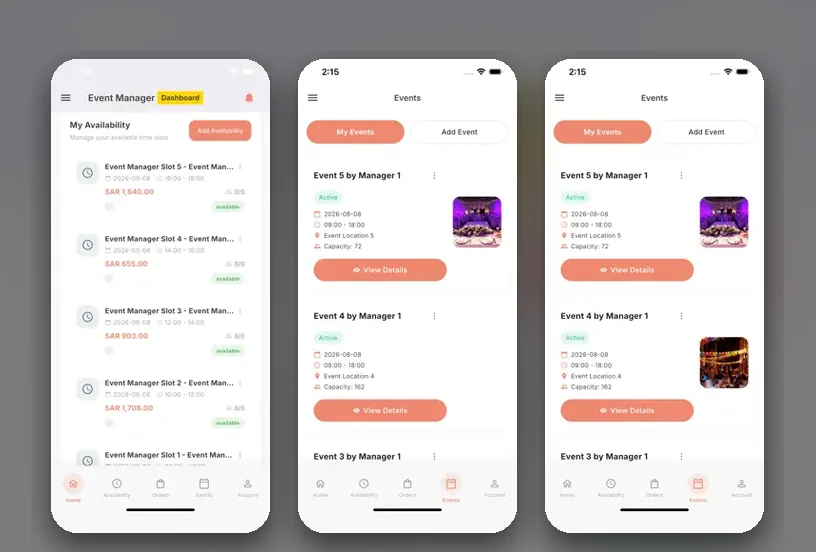 Event Manager Dashboard
My Availability
Manage your available time slots
Add Availability
Event Manager Slot 5 - Event Man...
2026-08-08 16:00 - 18:00
SAR 1,640.00 0/0
available
Event Manager Slot 4 - Event Man...
2026-08-08 14:00 - 16:00
SAR 655.00 0/0
available
Event Manager Slot 3 - Event Man...
2026-08-08 12:00 - 14:00
SAR 903.00 0/0
available
Event Manager Slot 2 - Event Man...
2026-08-08 10:00 - 12:00
SAR 1,708.00 0/0
available
Event Manager Slot 1 - Event Man...
Home Availability Orders Events Account
2:15
Events
My Events Add Event
Event 5 by Manager 1
Active
2026-08-08
09:00 - 18:00
Event Location 5
Capacity: 72
View Details
Event 4 by Manager 1
Active
2026-08-08
09:00 - 18:00
Event Location 4
Capacity: 162
View Details
Event 3 by Manager 1
Home Availability Orders Events Account
2:15
Events
My Events Add Event
Event 5 by Manager 1
Active
2026-08-08
09:00 - 18:00
Event Location 5
Capacity: 72
View Details
Event 4 by Manager 1
Active
2026-08-08
09:00 - 18:00
Event Location 4
Capacity: 162
View Details
Event 3 by Manager 1
Home Availability Orders Events Account